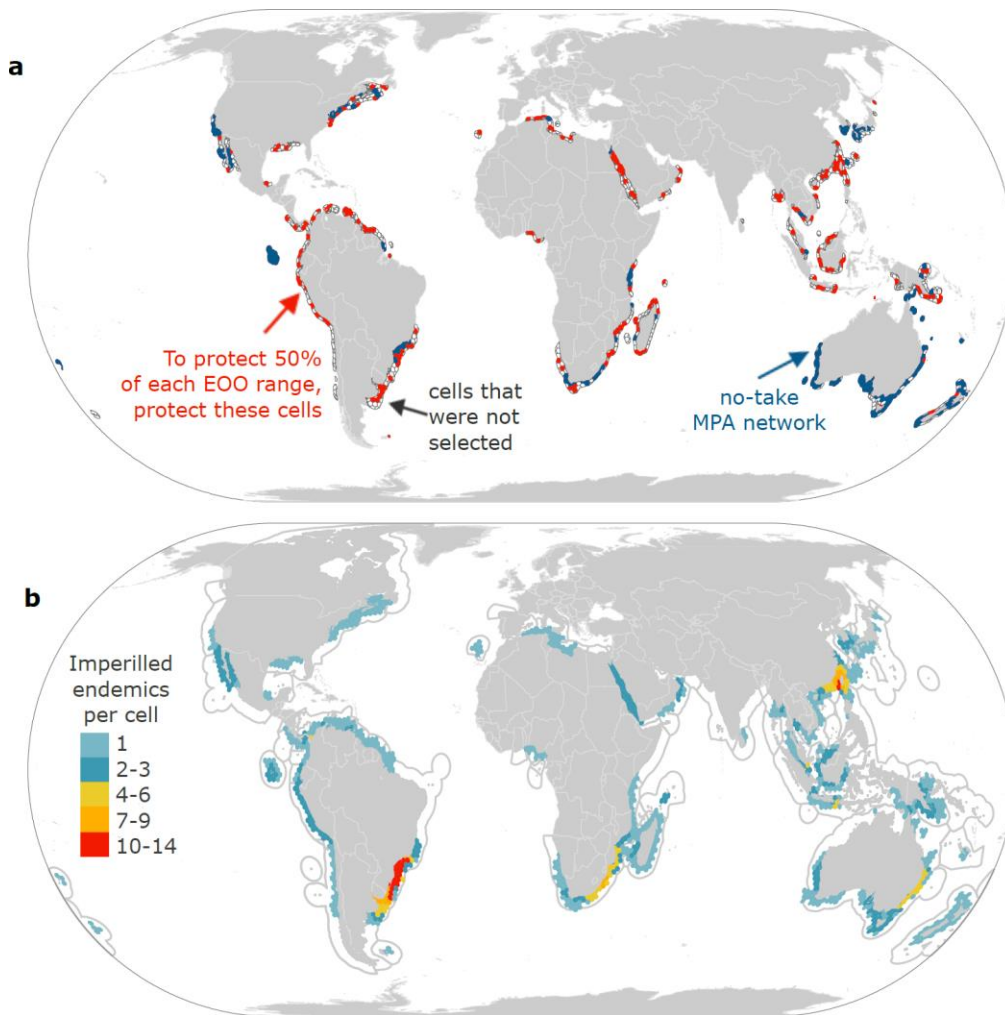 a
To protect 50%
of each EOO range,
protect these cells
cells that
were not
selected
no-take
MPA network
b
Imperilled
endemics
per cell
1
2-3
4-6
7-9
10-14